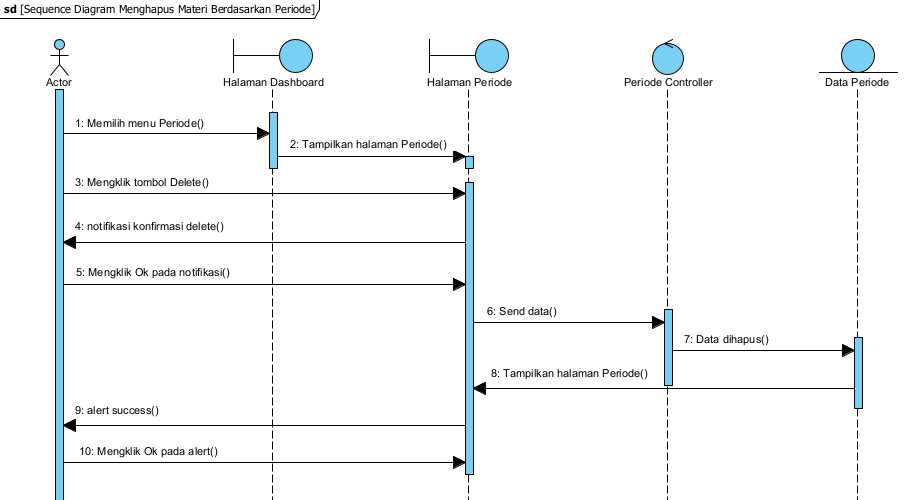 sd [Sequence Diagram Menghapus Materi Berdasarkan Periode]
Actor
Halaman Dashboard
Halaman Periode
Periode Controller
Data Periode
1: Memilih menu Periode()
2: Tampilkan halaman Periode()
3: Mengklik tombol Delete()
4: notifikasi konfirmasi delete()
5: Mengklik Ok pada notifikasi()
6: Send data()
7: Data dihapus()
8: Tampilkan halaman Periode()
9: alert success()
10: Mengklik Ok pada alert()